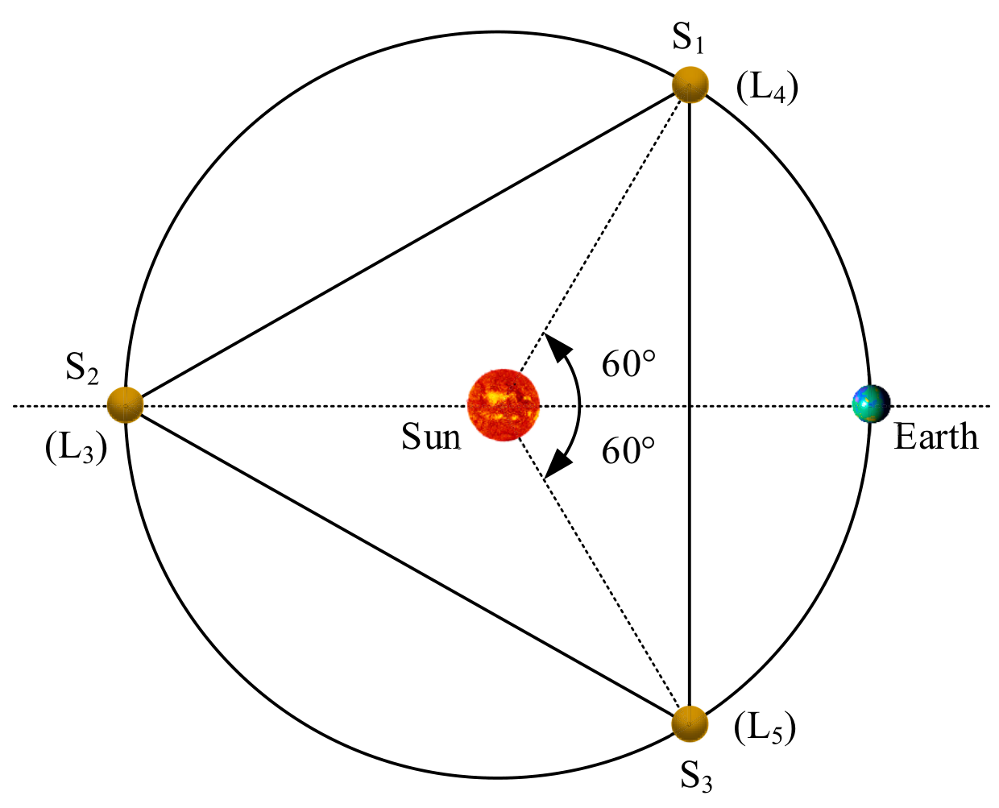 S₁
(L₄)
60°
S₂
Sun
Earth
(L₃)
60°
(L₅)
S₃